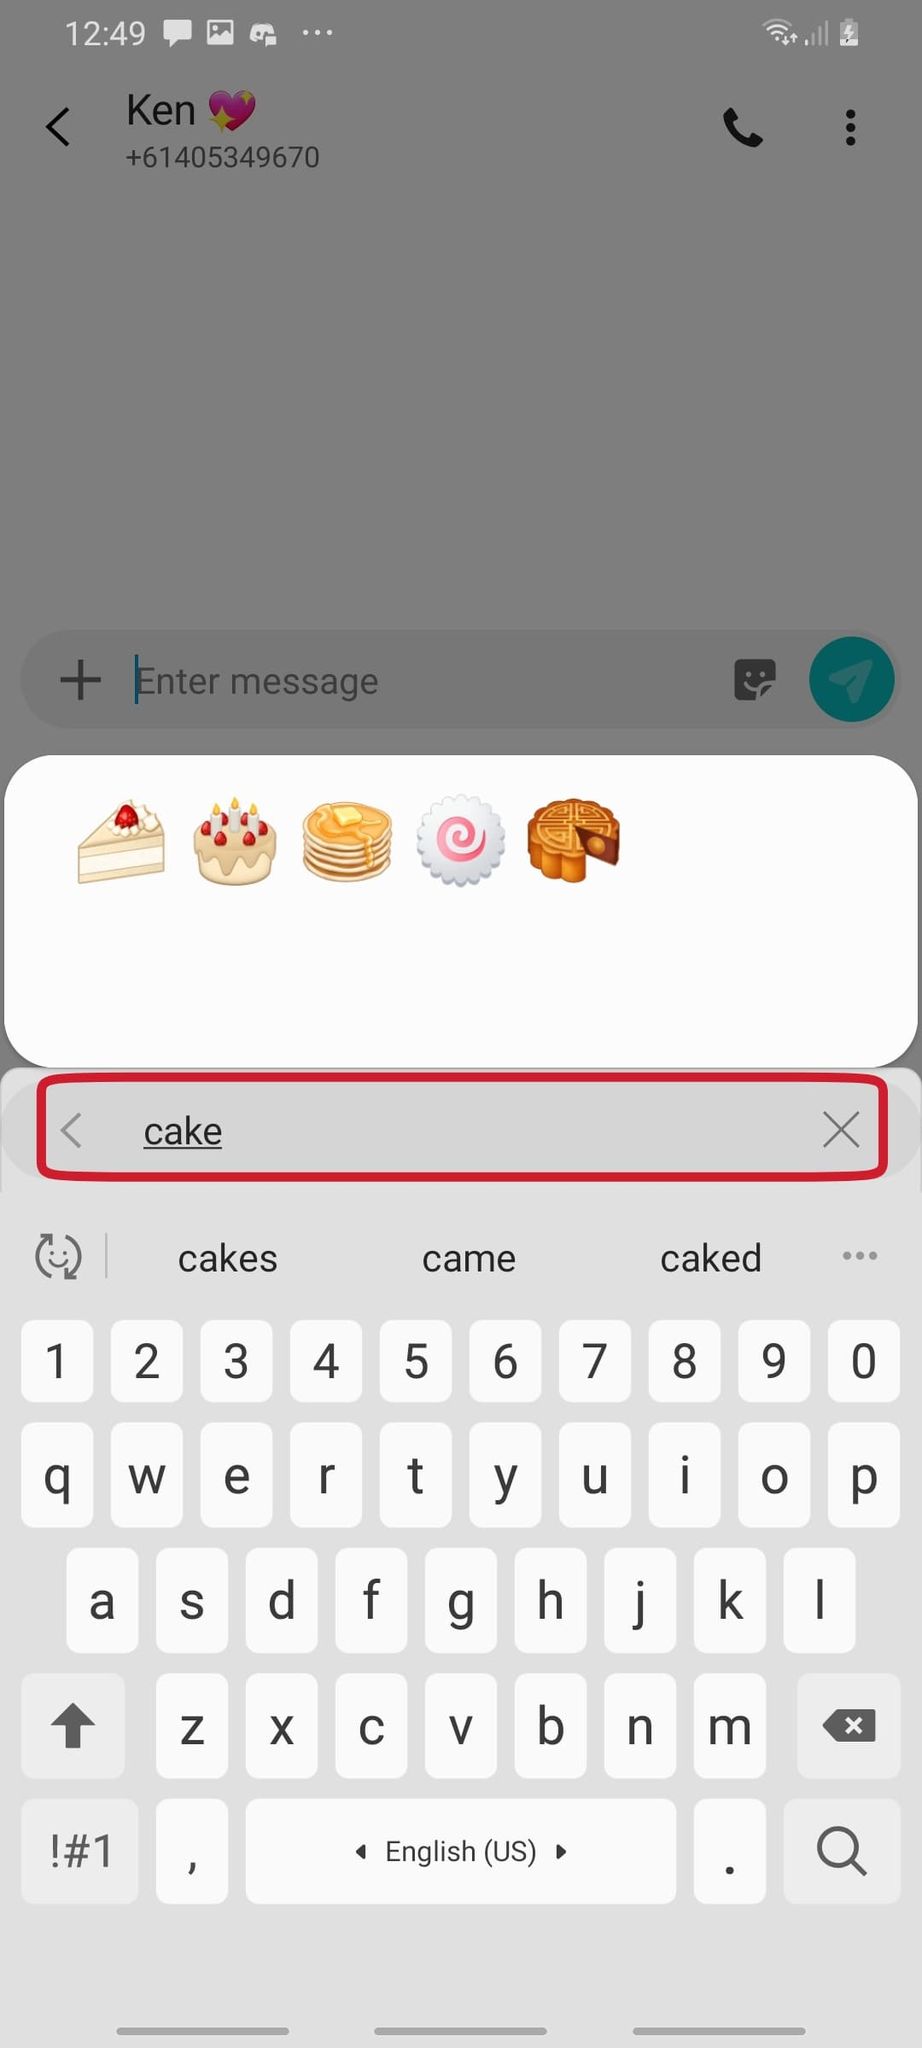 12:49
Ken 💖
+61405349670
Enter message
cake
cakes came caked
1 2 3 4 5 6 7 8 9 0
q w e r t y u i o p
a s d f g h j k l
z x c v b n m
!#1 , English (US) .